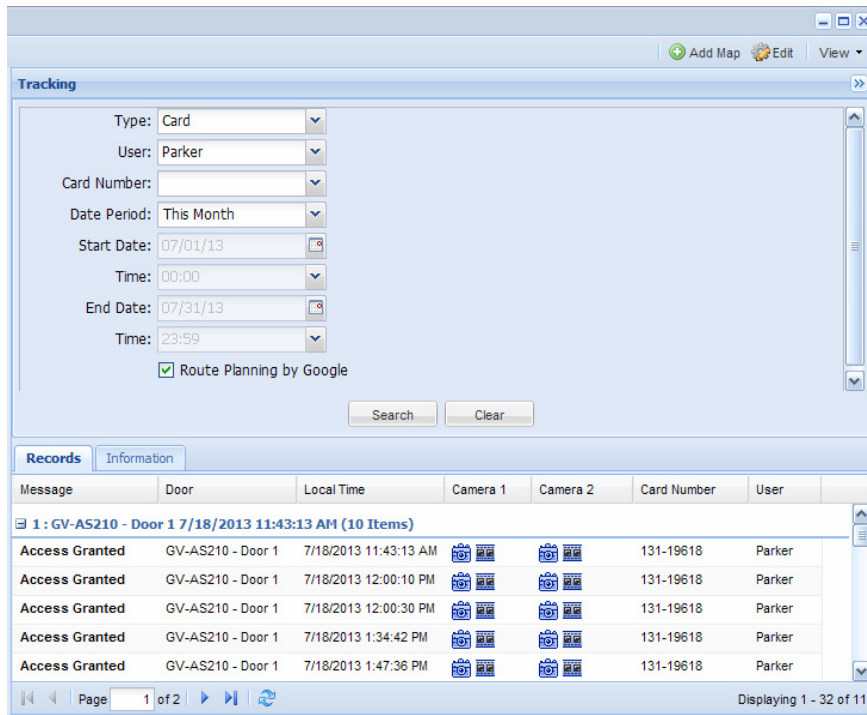 Add Map Edit View
Tracking
Type: Card
User: Parker
Card Number:
Date Period: This Month
Start Date: 07/01/13
Time: 00:00
End Date: 07/31/13
Time: 23:59
Route Planning by Google
Search Clear
Records Information
Message Door Local Time Camera 1 Camera 2 Card Number User
1 : GV-AS210 - Door 1 7/18/2013 11:43:13 AM (10 Items)
Access Granted GV-AS210 - Door 1 7/18/2013 11:43:13 AM 131-19618 Parker
Access Granted GV-AS210 - Door 1 7/18/2013 12:00:10 PM 131-19618 Parker
Access Granted GV-AS210 - Door 1 7/18/2013 12:00:30 PM 131-19618 Parker
Access Granted GV-AS210 - Door 1 7/18/2013 1:34:42 PM 131-19618 Parker
Access Granted GV-AS210 - Door 1 7/18/2013 1:47:36 PM 131-19618 Parker
Page 1 of 2 Displaying 1 - 32 of 11